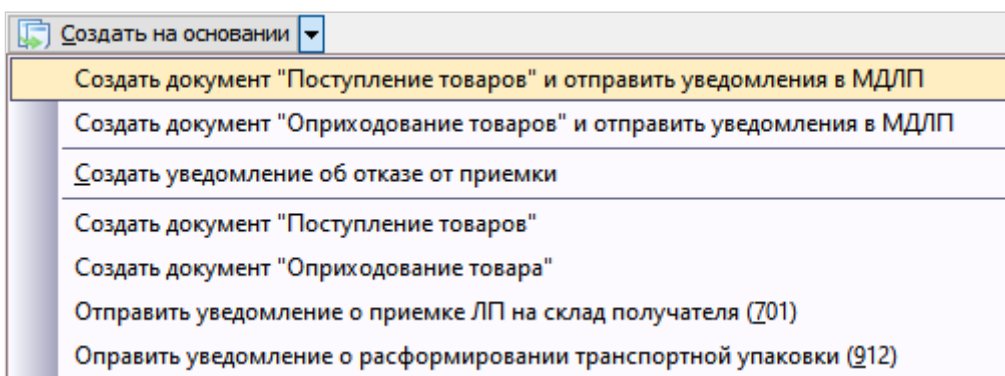 Создать на основании
Создать документ "Поступление товаров" и отправить уведомления в МДЛП
Создать документ "Оприходование товаров" и отправить уведомления в МДЛП
Создать уведомление об отказе от приемки
Создать документ "Поступление товаров"
Создать документ "Оприходование товара"
Отправить уведомление о приемке ЛП на склад получателя (701)
Оправить уведомление о расформировании транспортной упаковки (912)